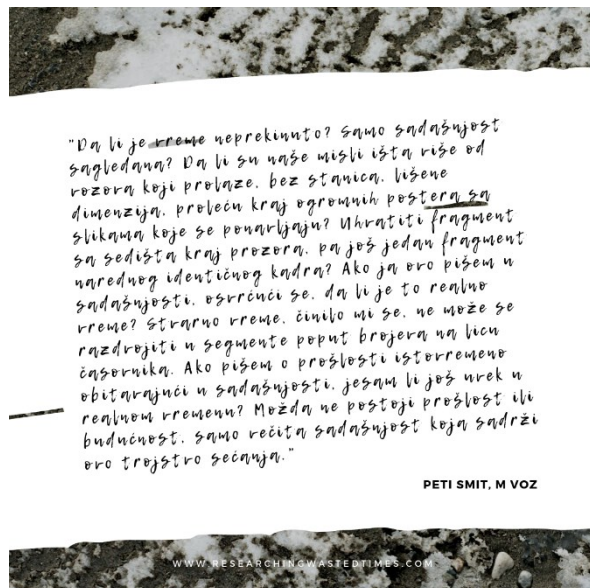 "Da li je vreme neprekinuto? Samo sadašnjost
sagledana? Da li su naše misli išta više od
vozova koji prolaze, bez stanica, lišene
dimenzija, proleću kraj ogromnih postera sa
slikama koje se ponavljaju? Uhvatiti fragment
sa sedišta kraj prozora, pa još jedan fragment
narednog identičnog kadra? Ako ja ovo pišem u
sadašnjosti, osvrćući se, da li je to realno
vreme? Stvarno vreme, činilo mi se, ne može se
razdvojiti u segmente poput brojeva na licu
časovnika. Ako pišem o prošlosti istovremeno
obitavajući u sadašnjosti, jesam li još uvek u
realnom vremenu? Možda ne postoji prošlost ili
budućnost, samo večita sadašnjost koja sadrži
ovo trojstvo sećanja."
PETI SMIT, M VOZ
WWW.RESEARCHINGWASTEDTIMES.COM